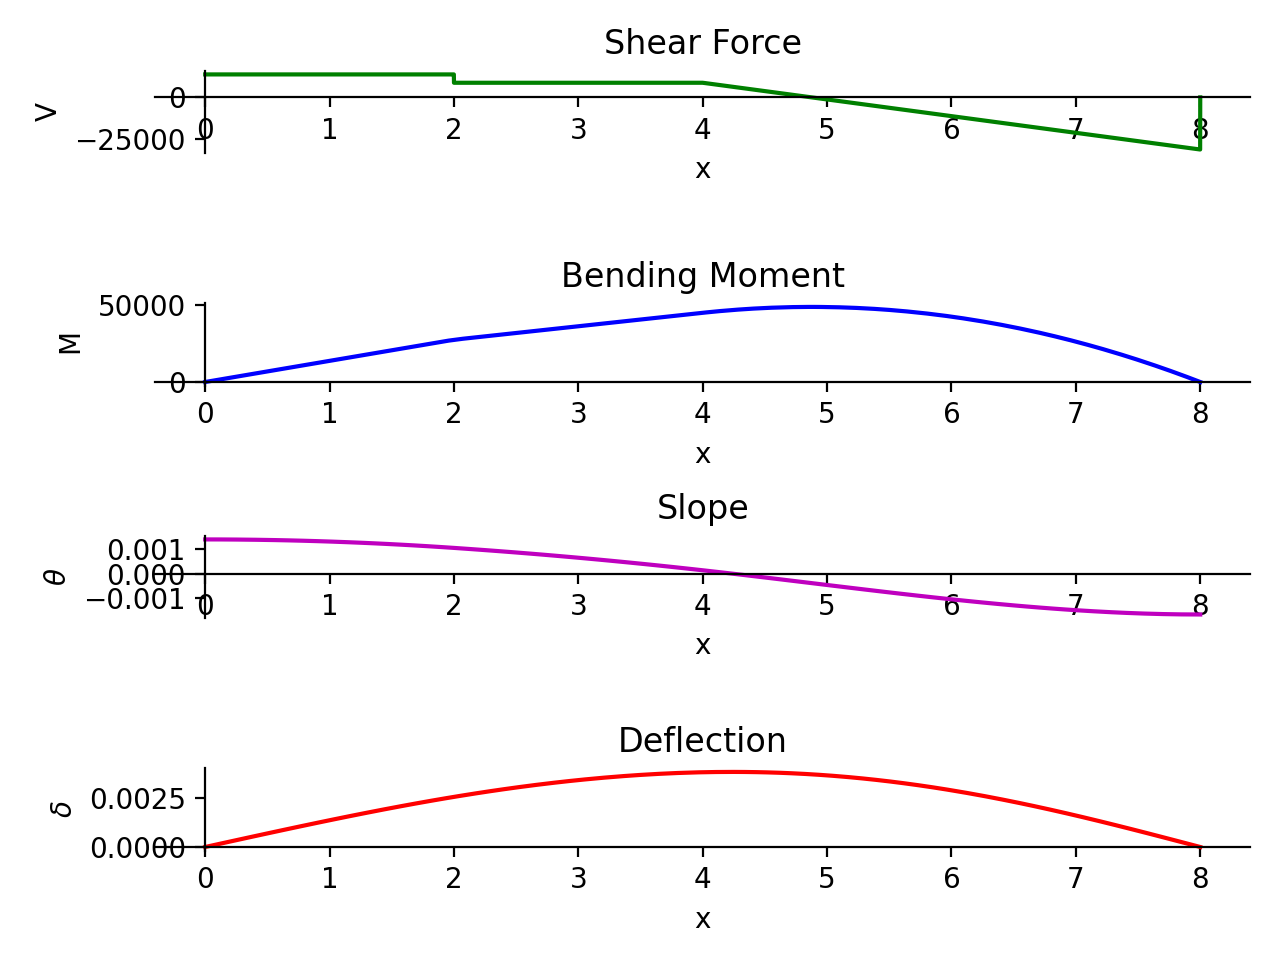 Shear Force
V
0
−25000
0 1 2 3 4 5 6 7 8
x
Bending Moment
M
50000
0
0 1 2 3 4 5 6 7 8
x
Slope
θ
0.001
0.000
−0.001
0 1 2 3 4 5 6 7 8
x
Deflection
δ
0.0025
0.0000
0 1 2 3 4 5 6 7 8
x